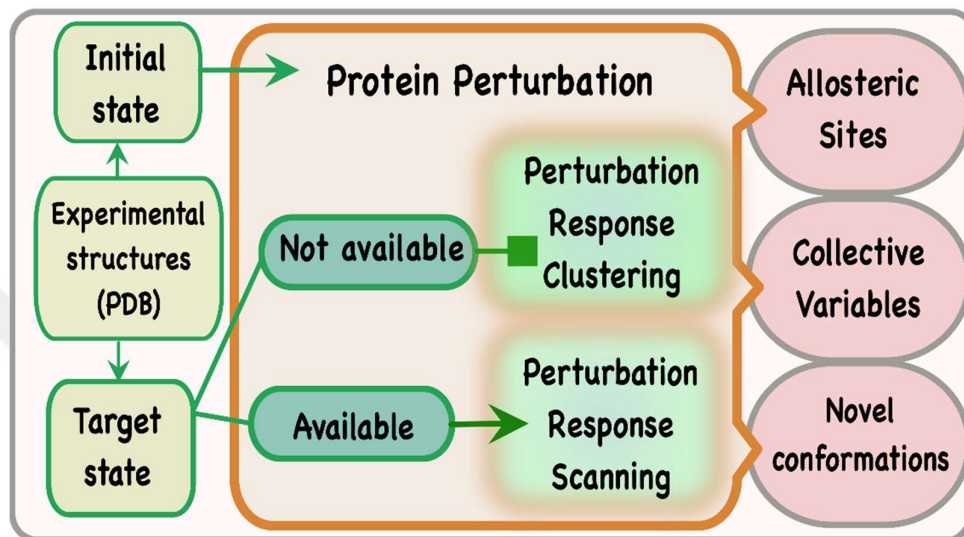 Initial
state
Experimental
structures
(PDB)
Target
state
Protein Perturbation
Not available
Available
Perturbation
Response
Clustering
Perturbation
Response
Scanning
Allosteric
Sites
Collective
Variables
Novel
conformations